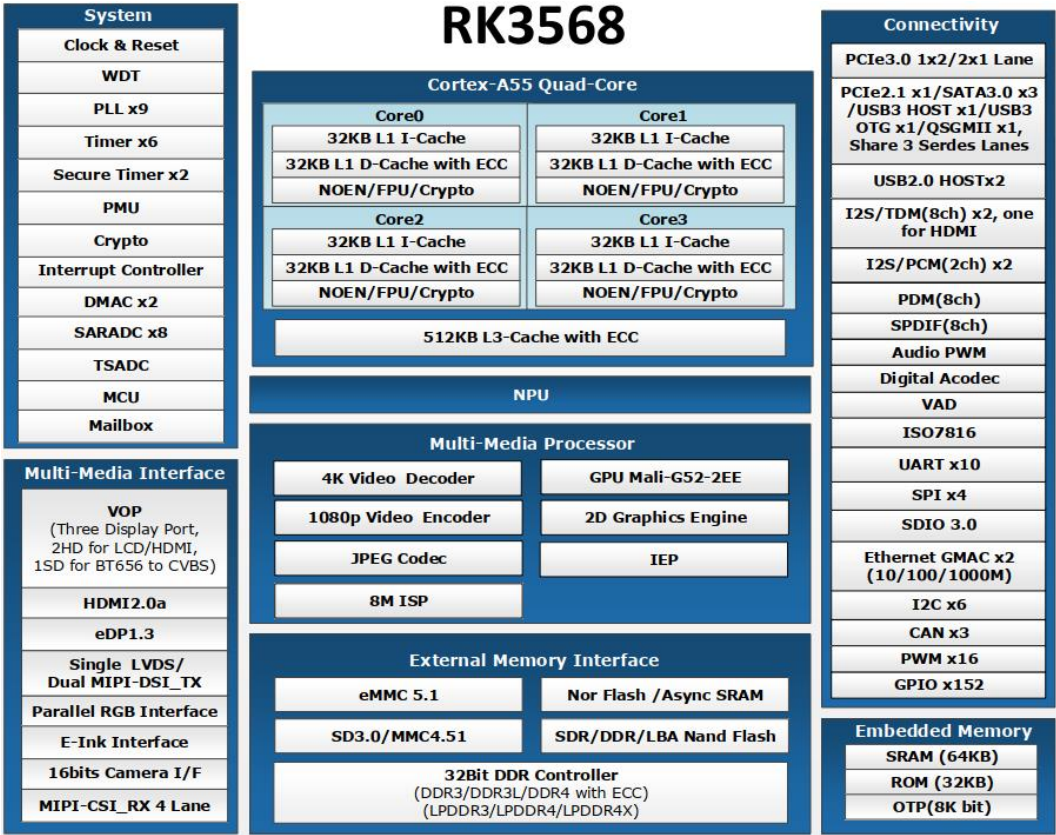 RK3568
System
Clock & Reset
WDT
PLL x9
Timer x6
Secure Timer x2
PMU
Crypto
Interrupt Controller
DMAC x2
SARADC x8
TSADC
MCU
Mailbox
Multi-Media Interface
VOP
(Three Display Port,
2HD for LCD/HDMI,
1SD for BT656 to CVBS)
HDMI2.0a
eDP1.3
Single LVDS/
Dual MIPI-DSI_TX
Parallel RGB Interface
E-Ink Interface
16bits Camera I/F
MIPI-CSI_RX 4 Lane
Cortex-A55 Quad-Core
Core0
32KB L1 I-Cache
32KB L1 D-Cache with ECC
NOEN/FPU/Crypto
Core1
32KB L1 I-Cache
32KB L1 D-Cache with ECC
NOEN/FPU/Crypto
Core2
32KB L1 I-Cache
32KB L1 D-Cache with ECC
NOEN/FPU/Crypto
Core3
32KB L1 I-Cache
32KB L1 D-Cache with ECC
NOEN/FPU/Crypto
512KB L3-Cache with ECC
NPU
Multi-Media Processor
4K Video Decoder
GPU Mali-G52-2EE
1080p Video Encoder
2D Graphics Engine
JPEG Codec
IEP
8M ISP
External Memory Interface
eMMC 5.1
Nor Flash /Async SRAM
SD3.0/MMC4.51
SDR/DDR/LBA Nand Flash
32Bit DDR Controller
(DDR3/DDR3L/DDR4 with ECC)
(LPDDR3/LPDDR4/LPDDR4X)
Connectivity
PCIe3.0 1x2/2x1 Lane
PCIe2.1 x1/SATA3.0 x3
/USB3 HOST x1/USB3
OTG x1/QSGMII x1,
Share 3 Serdes Lanes
USB2.0 HOSTx2
I2S/TDM(8ch) x2, one
for HDMI
I2S/PCM(2ch) x2
PDM(8ch)
SPDIF(8ch)
Audio PWM
Digital Acodec
VAD
ISO7816
UART x10
SPI x4
SDIO 3.0
Ethernet GMAC x2
(10/100/1000M)
I2C x6
CAN x3
PWM x16
GPIO x152
Embedded Memory
SRAM (64KB)
ROM (32KB)
OTP(8K bit)